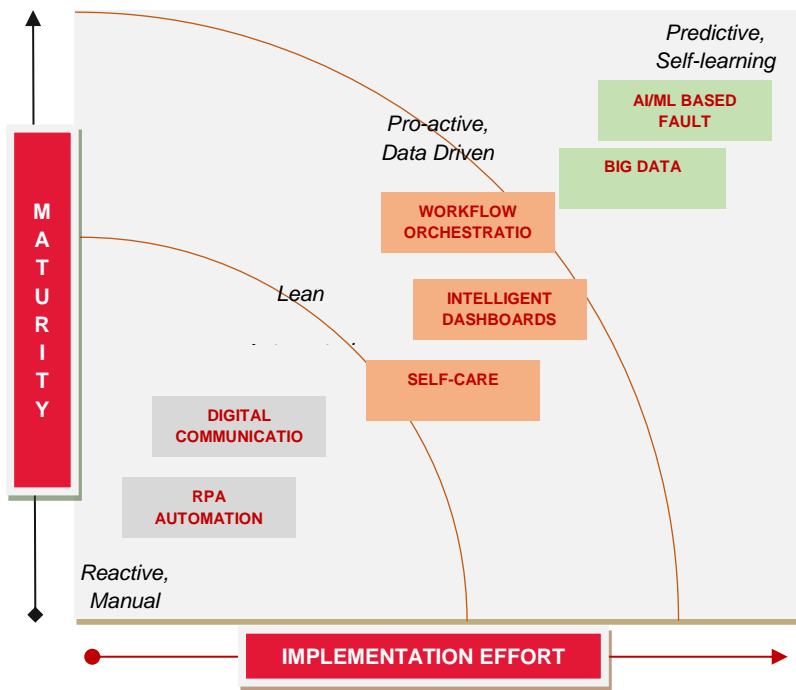 Predictive,
Self-learning
AI/ML BASED
FAULT
Pro-active,
Data Driven
BIG DATA
WORKFLOW
ORCHESTRATIO
M
A
T
U
R
I
T
Y
Lean
INTELLIGENT
DASHBOARDS
SELF-CARE
DIGITAL
COMMUNICATIO
RPA
AUTOMATION
Reactive,
Manual
IMPLEMENTATION EFFORT